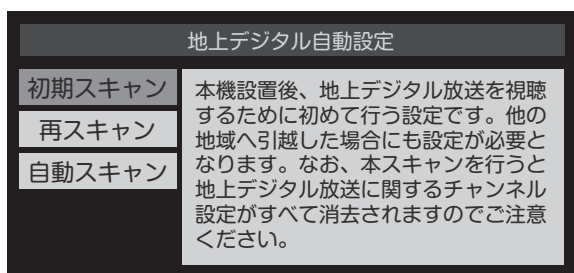 地上デジタル自動設定
初期スキャン
再スキャン
自動スキャン
本機設置後、地上デジタル放送を視聴
するために初めて行う設定です。他の
地域へ引越した場合にも設定が必要と
なります。なお、本スキャンを行うと
地上デジタル放送に関するチャンネル
設定がすべて消去されますのでご注意
ください。